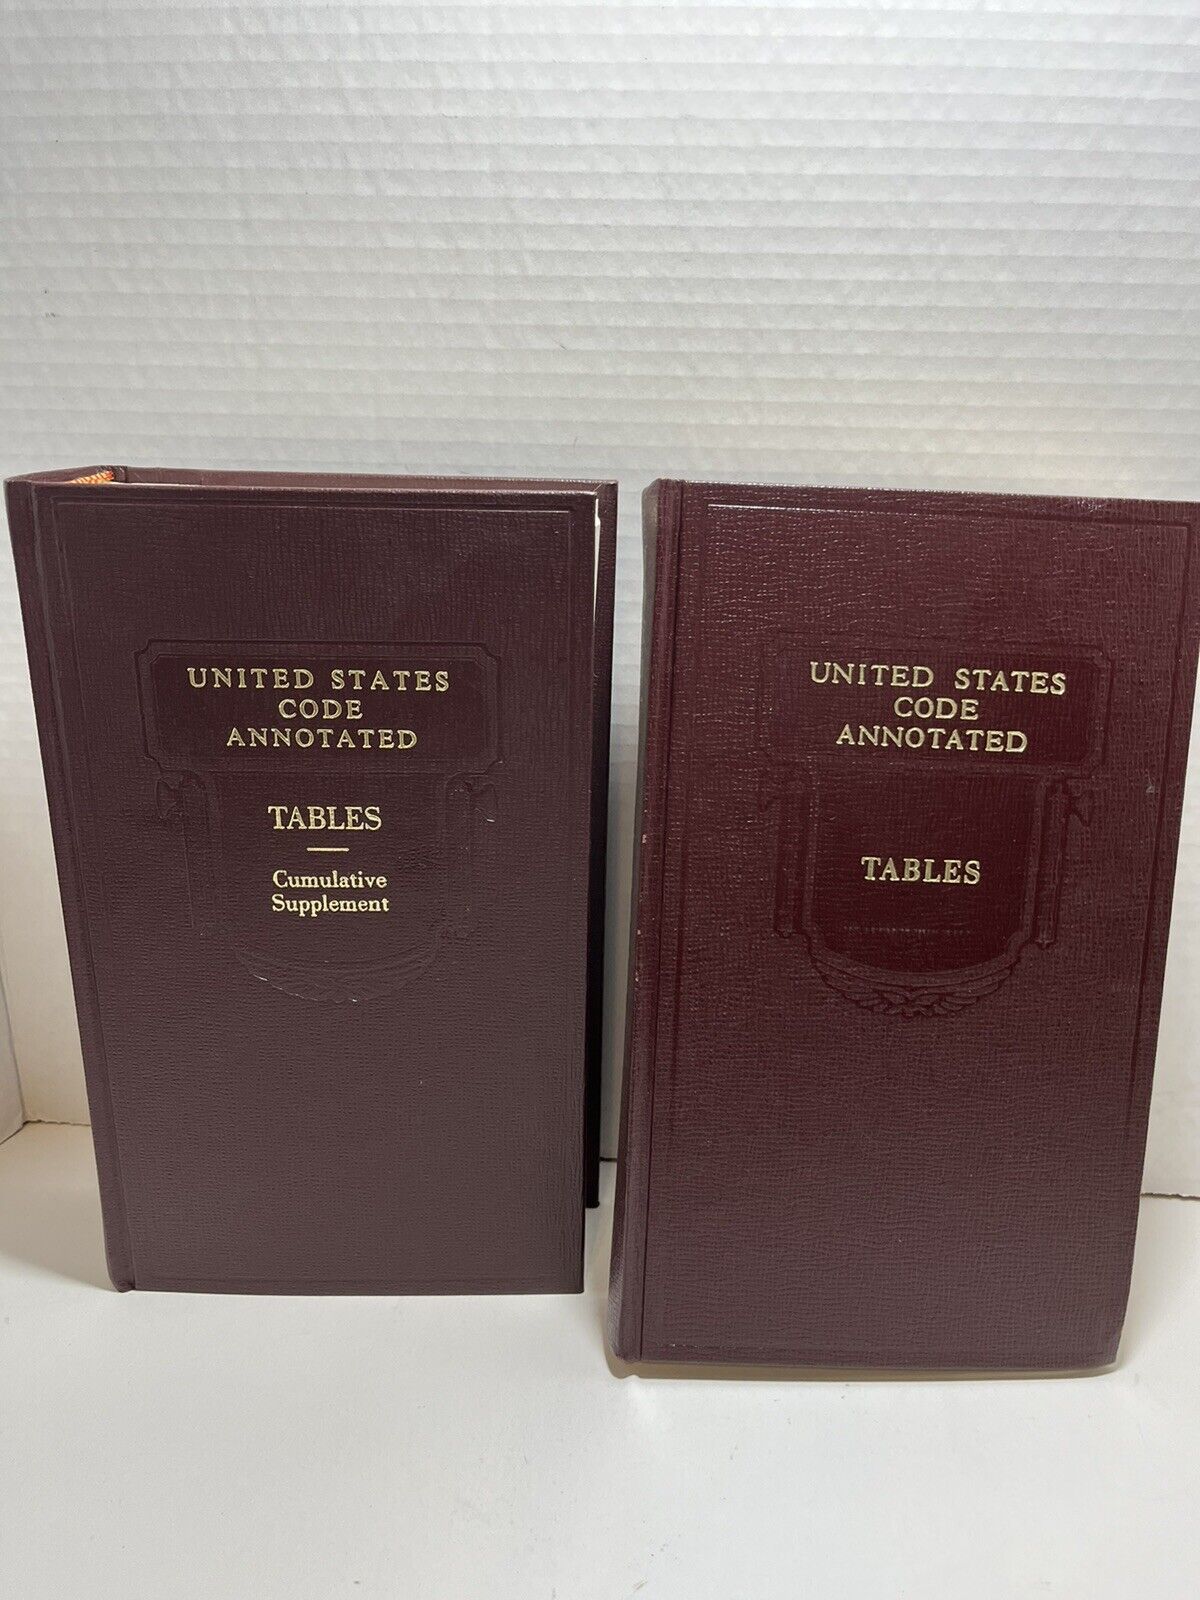 UNITED STATES
CODE
ANNOTATED
TABLES
Cumulative
Supplement
UNITED STATES
CODE
ANNOTATED
TABLES